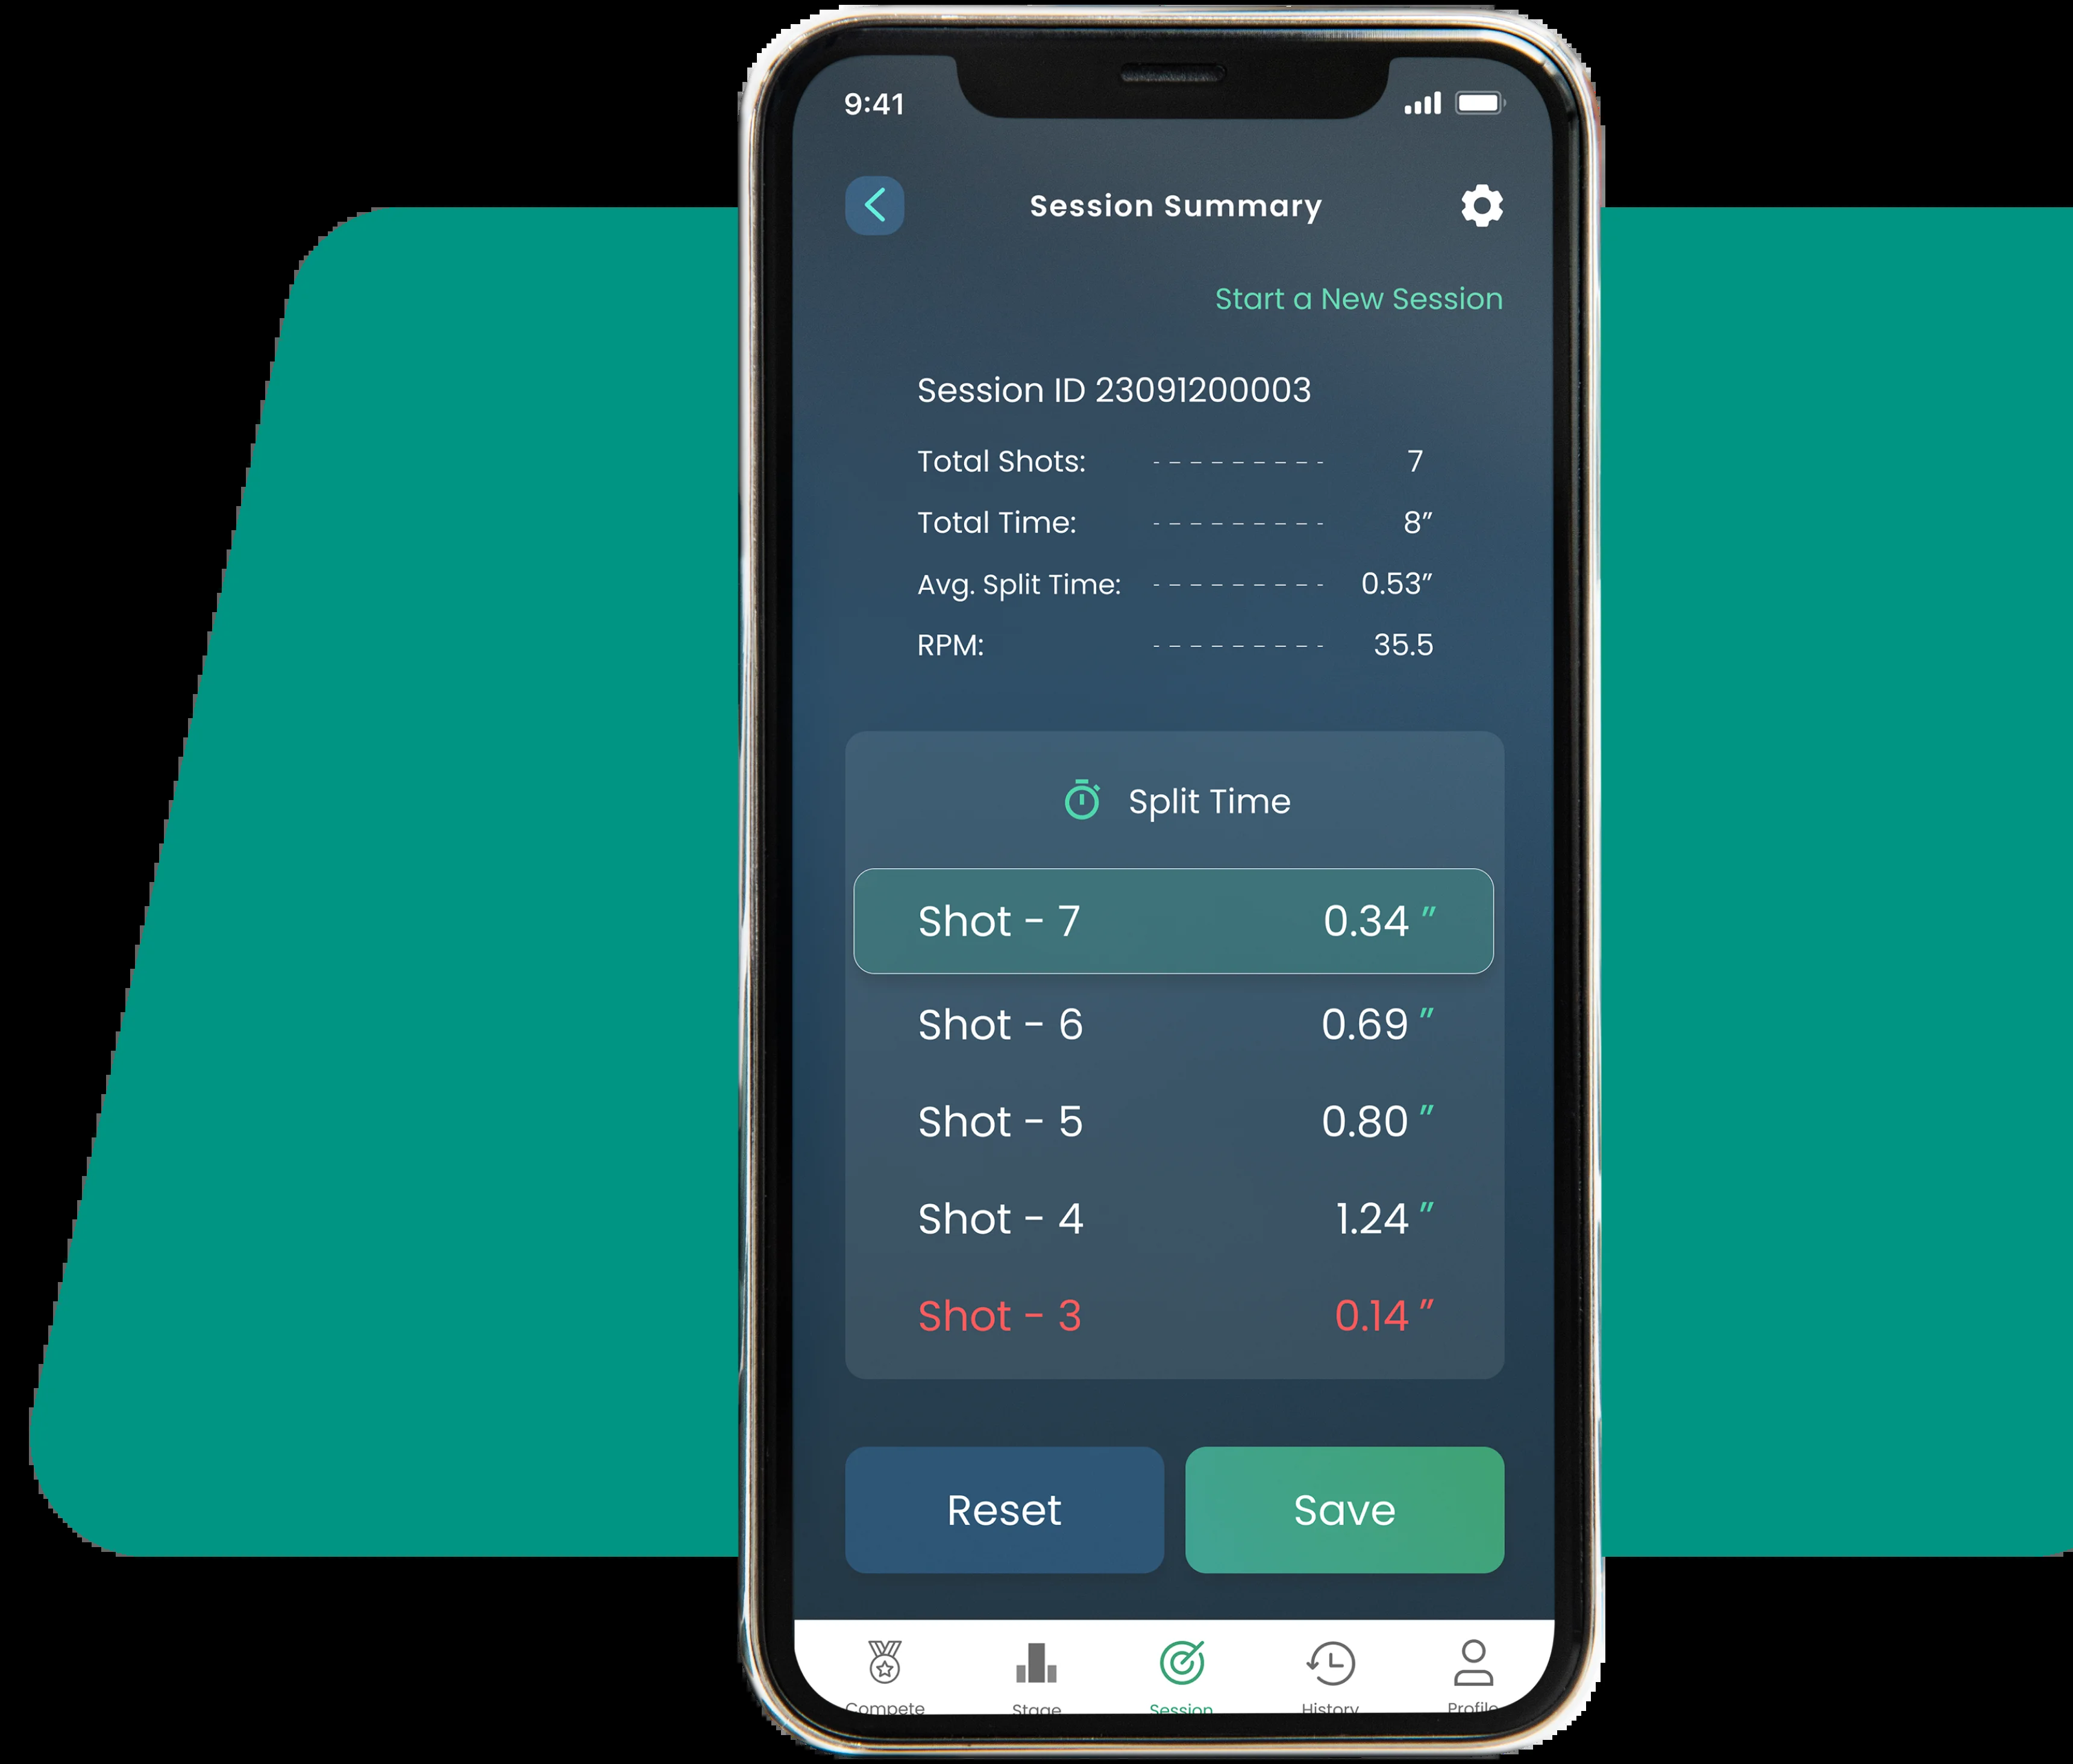 9:41
Session Summary
Start a New Session
Session ID 23091200003
Total Shots: - - - - - - - - - 7
Total Time: - - - - - - - - - 8”
Avg. Split Time: - - - - - - - - - 0.53”
RPM: - - - - - - - - - 35.5
Split Time
Shot - 7 0.34 ”
Shot - 6 0.69 ”
Shot - 5 0.80 ”
Shot - 4 1.24 ”
Shot - 3 0.14 ”
Reset Save
Compete Stage Session History Profile